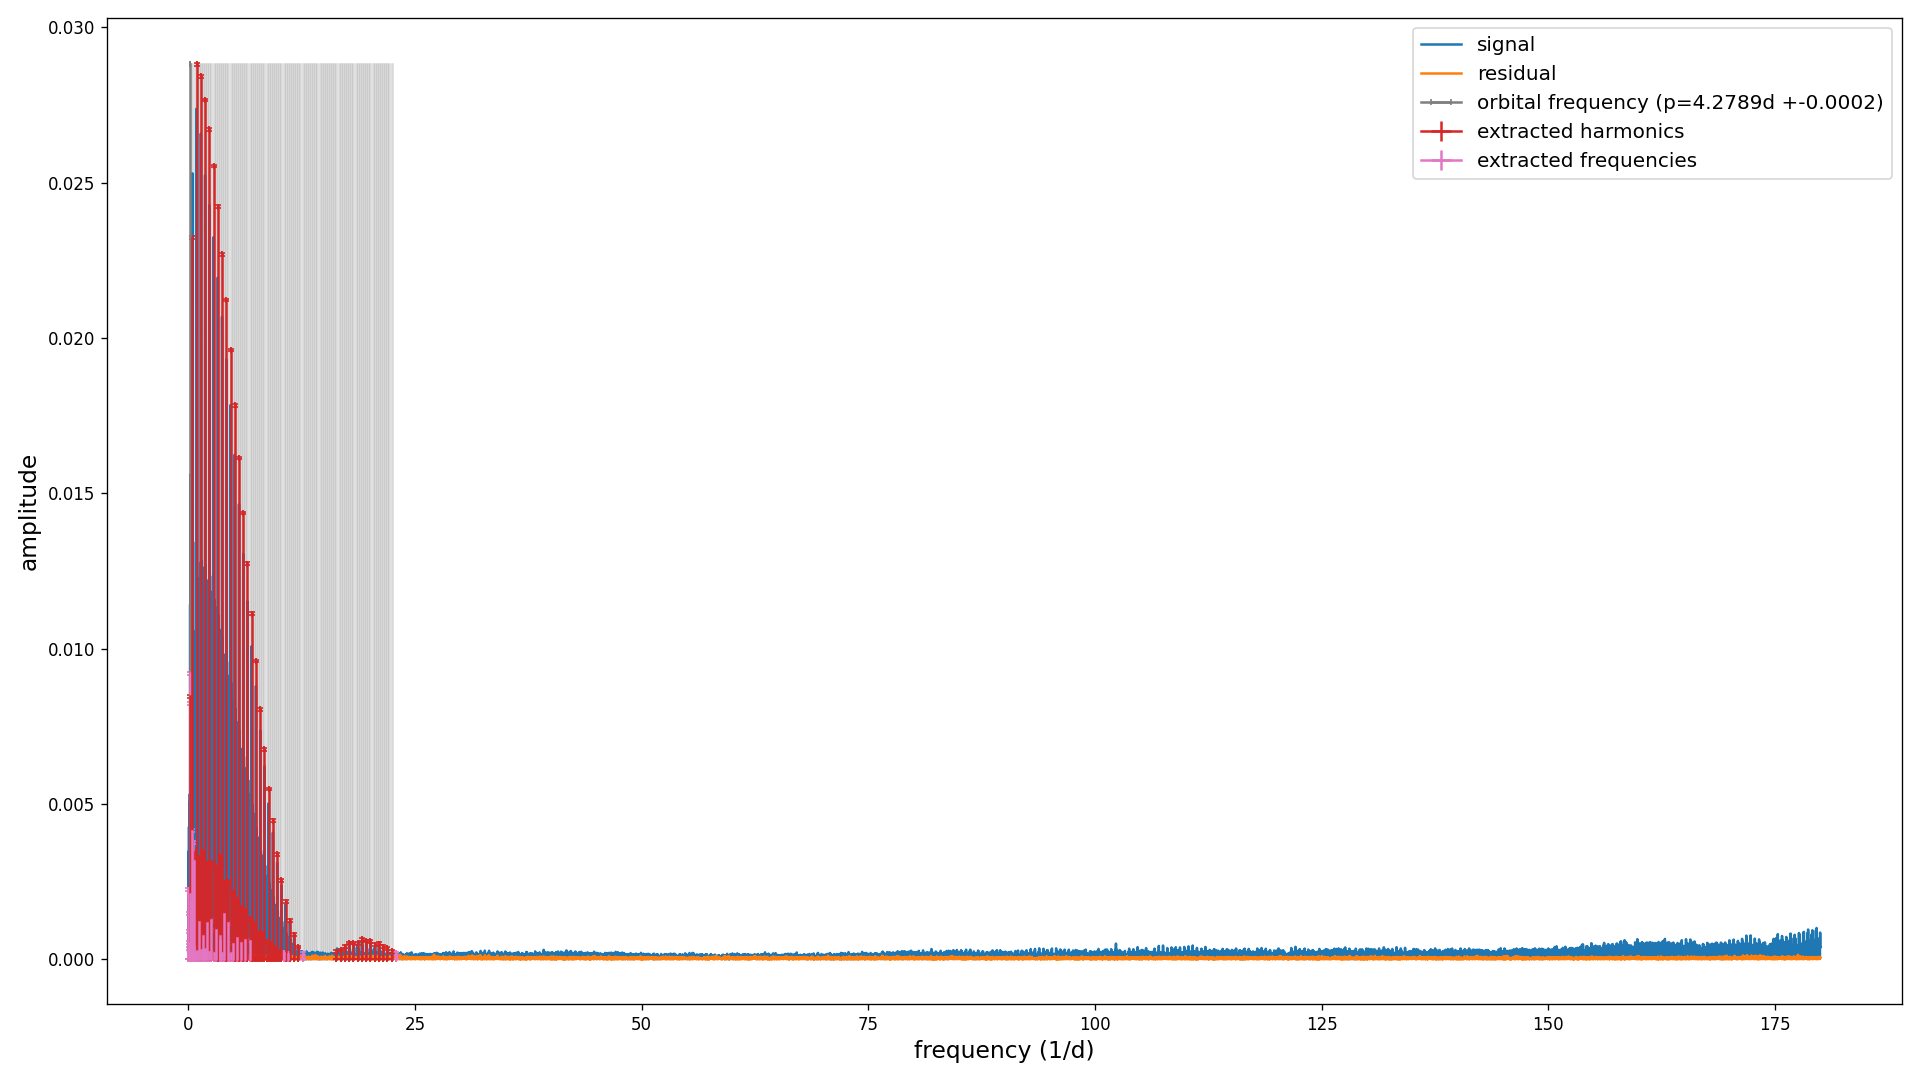 signal
residual
orbital frequency (p=4.2789d +-0.0002)
extracted harmonics
extracted frequencies
0.030
0.025
0.020
0.015
0.010
0.005
0.000
amplitude
0 25 50 75 100 125 150 175
frequency (1/d)